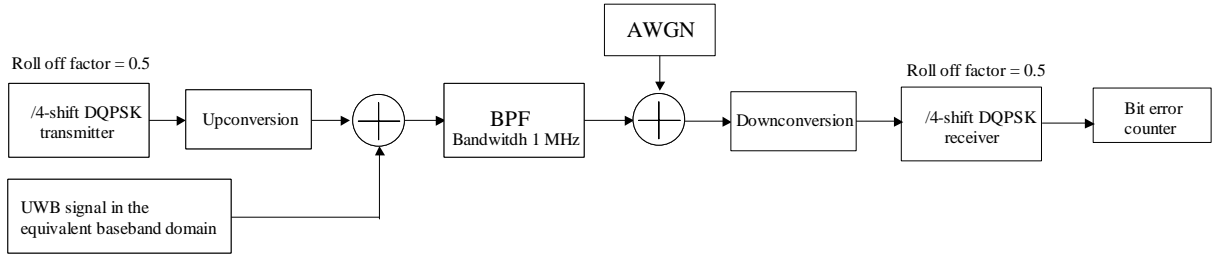 AWGN
Roll off factor = 0.5
Roll off factor = 0.5
/4-shift DQPSK
transmitter
Upconversion
BPF
Bandwitdh 1 MHz
Downconversion
/4-shift DQPSK
receiver
Bit error
counter
UWB signal in the
equivalent baseband domain